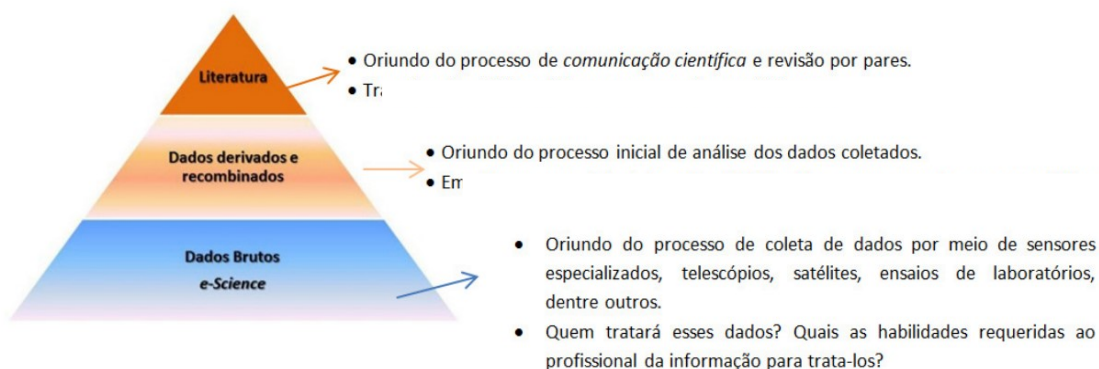 Literatura
• Oriundo do processo de comunicação científica e revisão por pares.
•
Dados derivados e
recombinados
• Oriundo do processo inicial de análise dos dados coletados.
•
Dados Brutos
e-Science
• Oriundo do processo de coleta de dados por meio de sensores
especializados, telescópios, satélites, ensaios de laboratórios,
dentre outros.
• Quem tratará esses dados? Quais as habilidades requeridas ao
profissional da informação para trata-los?